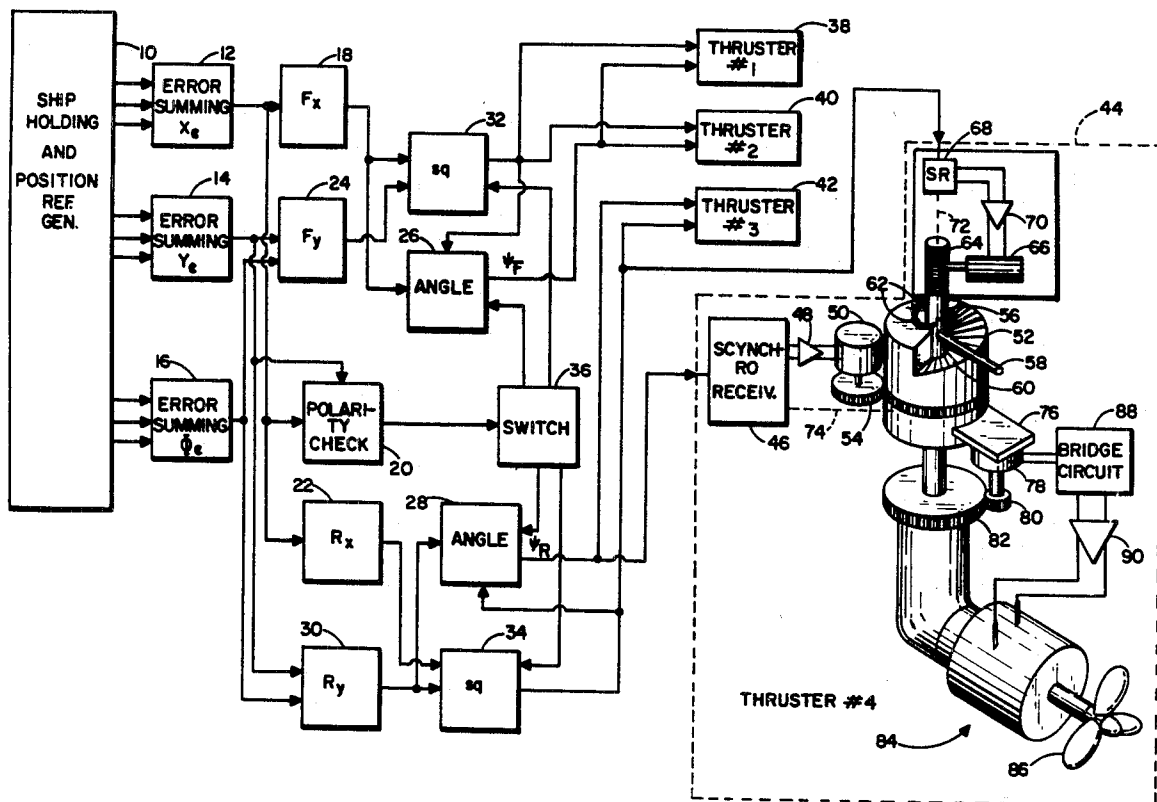 10
SHIP
HOLDING
AND
POSITION
REF.
GEN.
12
ERROR
SUMMING
Xe
14
ERROR
SUMMING
Ye
16
ERROR
SUMMING
Φe
18
Fx
24
Fy
20
POLARI-
TY
CHECK
22
Rx
30
Ry
32
sq
26
ANGLE
ψF
36
SWITCH
28
ANGLE
ψR
34
sq
38
THRUSTER
#1
40
THRUSTER
#2
42
THRUSTER
#3
44
68
SR
70
72
64
66
62
56
52
58
60
50
48
SCYNCH-
RO
RECEIV.
46
74
54
76
78
80
82
88
BRIDGE
CIRCUIT
90
THRUSTER #4
84
86